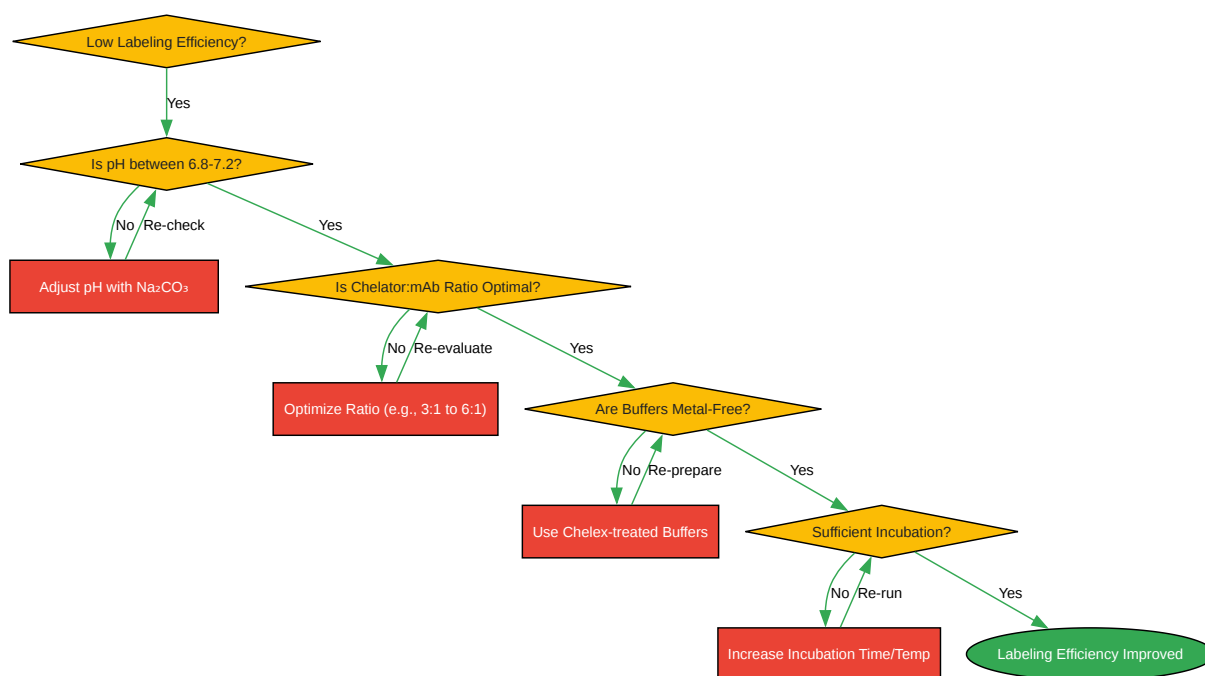 Low Labeling Efficiency?
Yes
Is pH between 6.8-7.2?
No
Re-check
Yes
Adjust pH with Na₂CO₃
Is Chelator:mAb Ratio Optimal?
No
Re-evaluate
Yes
Optimize Ratio (e.g., 3:1 to 6:1)
Are Buffers Metal-Free?
No
Re-prepare
Yes
Use Chelex-treated Buffers
Sufficient Incubation?
No
Re-run
Yes
Increase Incubation Time/Temp
Labeling Efficiency Improved